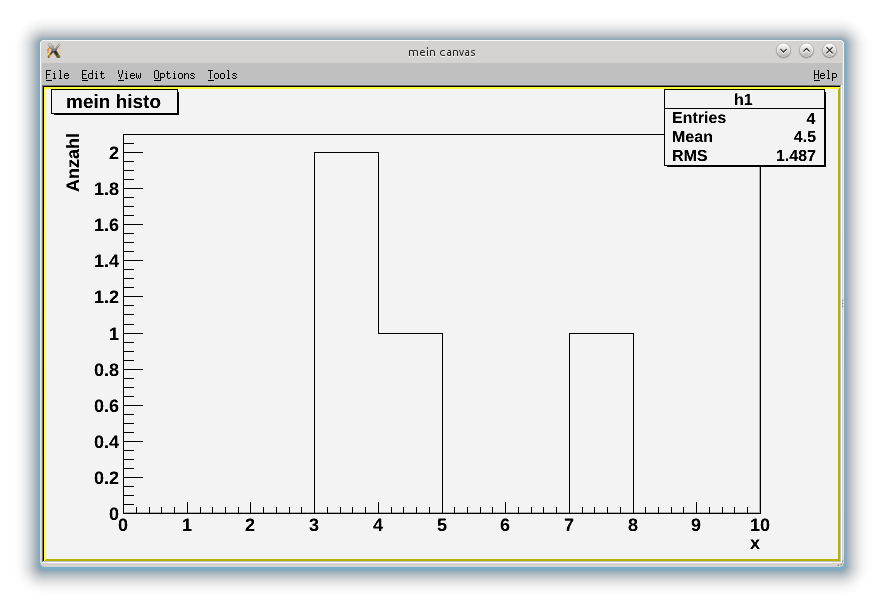 mein canvas
File Edit View Options Tools Help
mein histo
h1
Entries 4
Mean 4.5
RMS 1.487
Anzahl
2
1.8
1.6
1.4
1.2
1
0.8
0.6
0.4
0.2
0
0 1 2 3 4 5 6 7 8 9 10
x